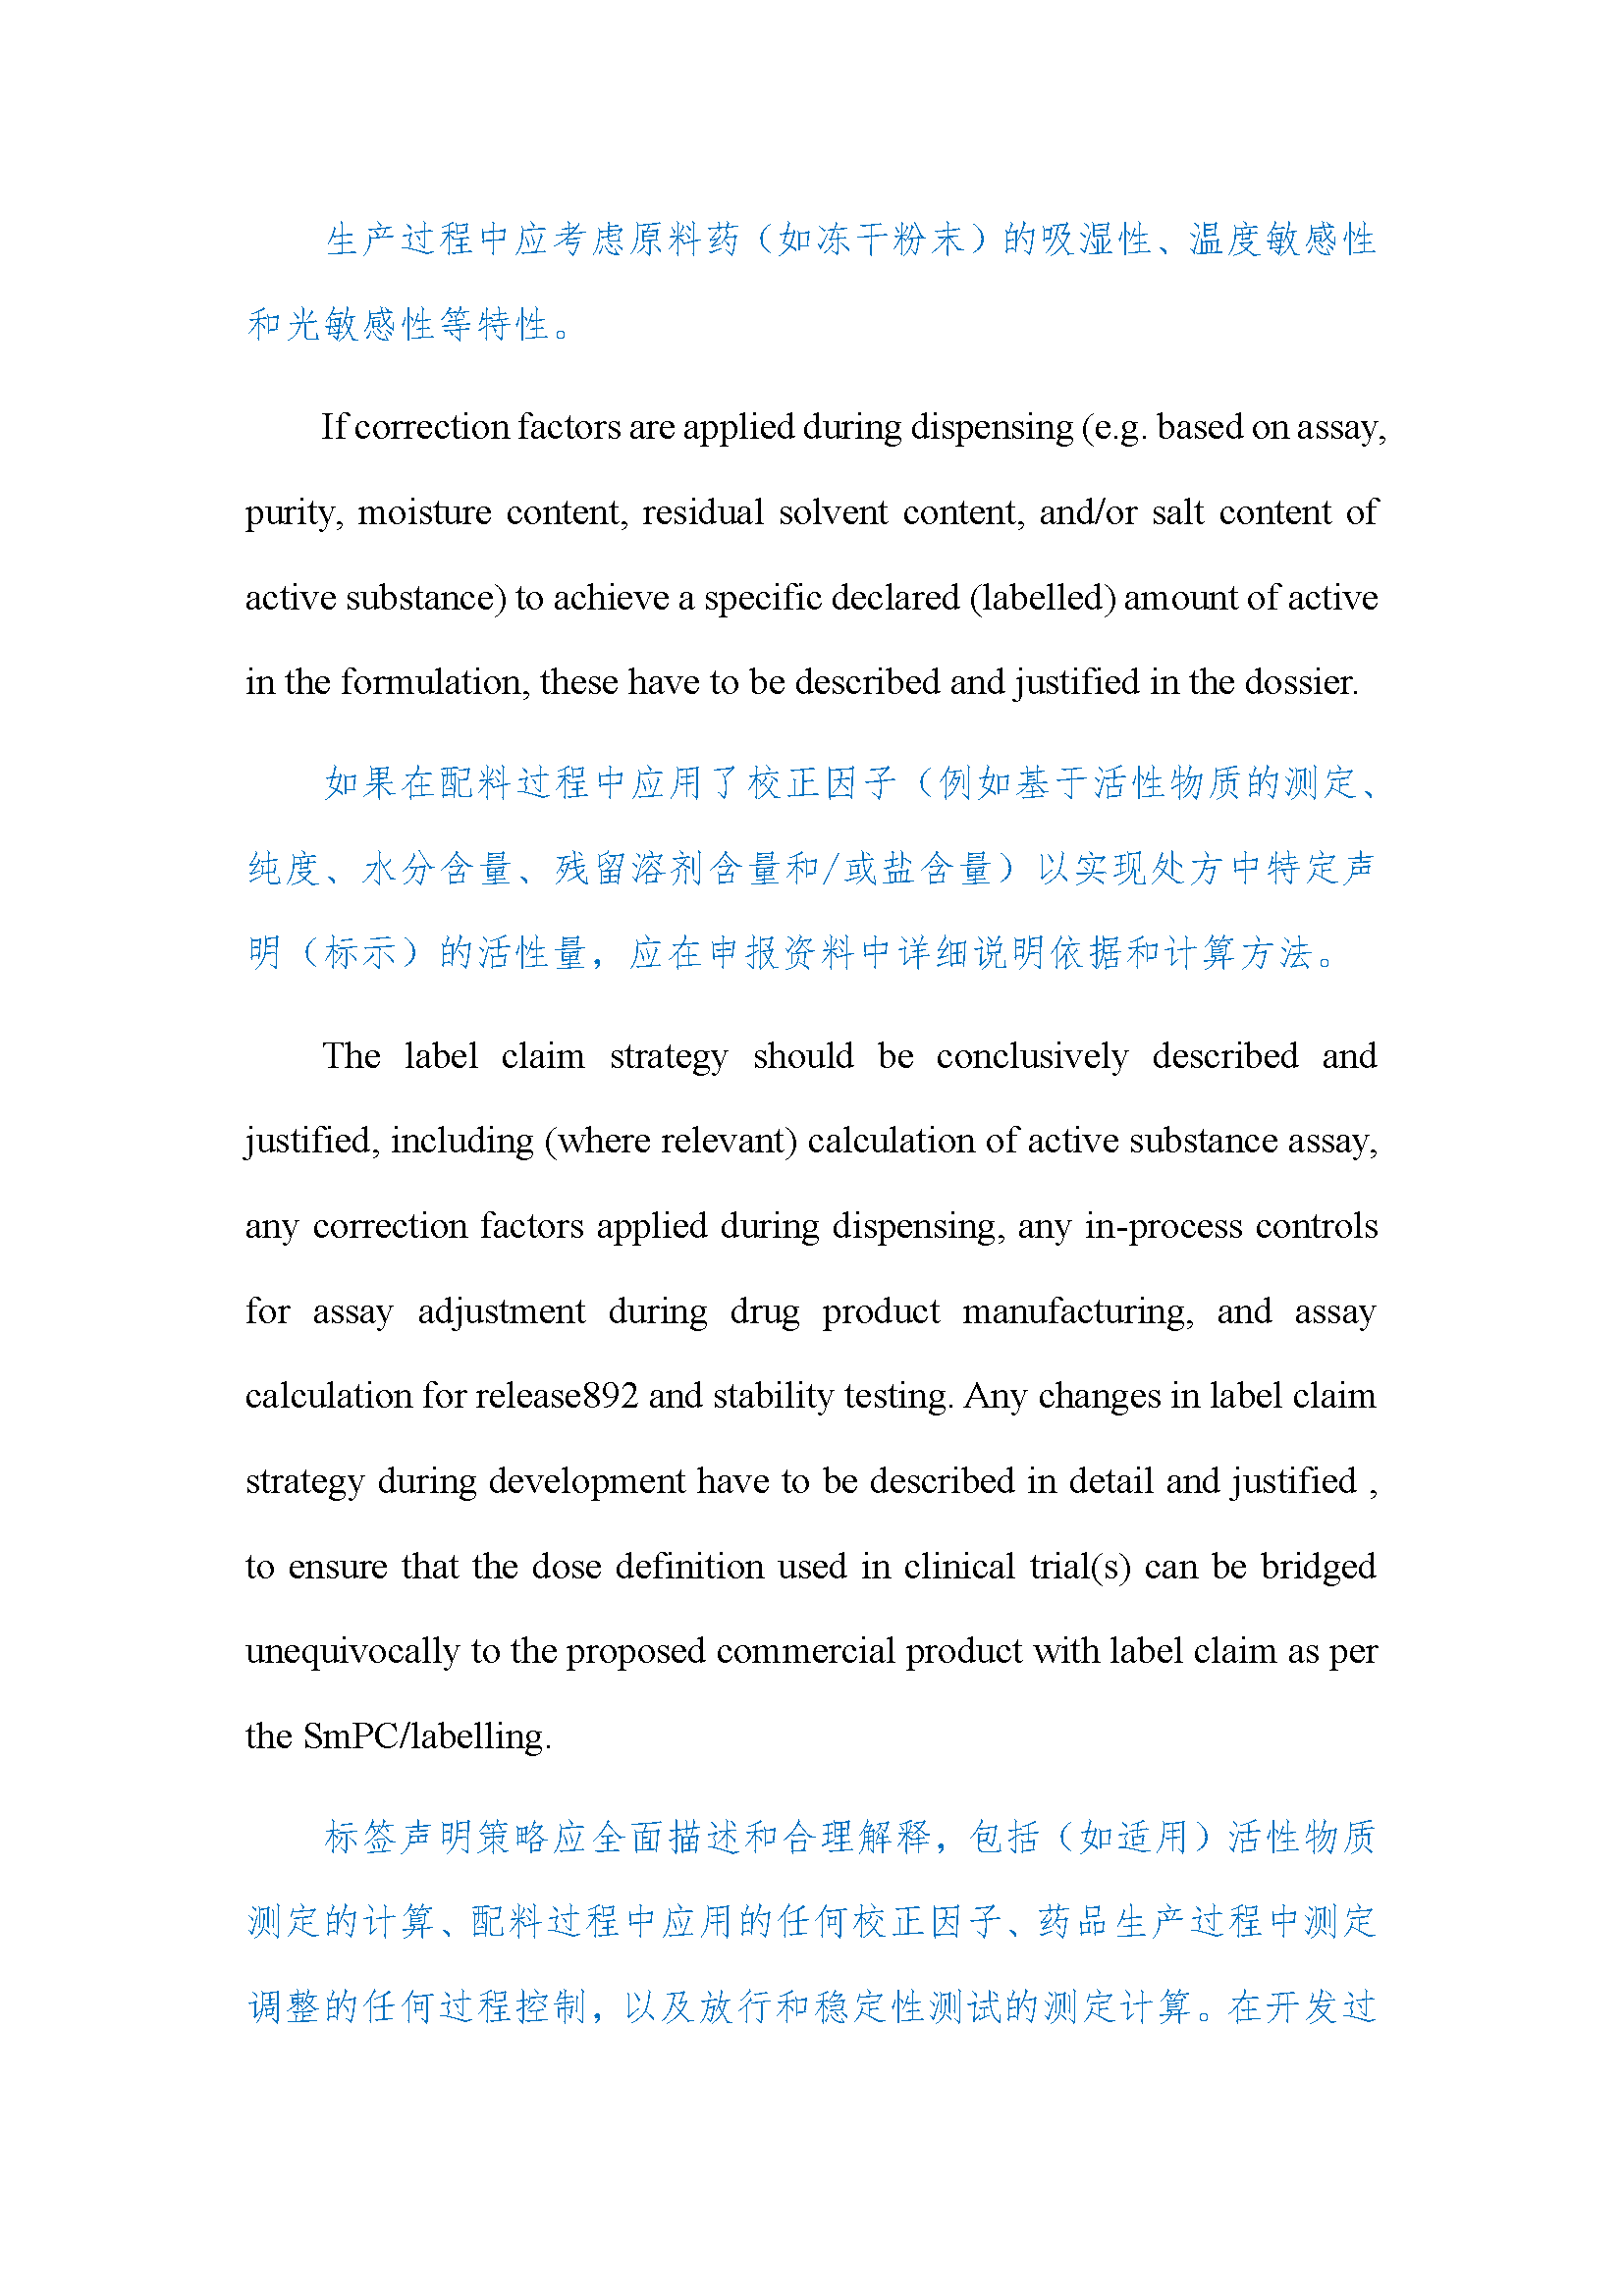 生产过程中应考虑原料药（如冻干粉末）的吸湿性、温度敏感性
和光敏感性等特性。
If correction factors are applied during dispensing (e.g. based on assay,
purity, moisture content, residual solvent content, and/or salt content of
active substance) to achieve a specific declared (labelled) amount of active
in the formulation, these have to be described and justified in the dossier.
如果在配料过程中应用了校正因子（例如基于活性物质的测定、
纯度、水分含量、残留溶剂含量和/或盐含量）以实现处方中特定声
明（标示）的活性量，应在申报资料中详细说明依据和计算方法。
The label claim strategy should be conclusively described and
justified, including (where relevant) calculation of active substance assay,
any correction factors applied during dispensing, any in-process controls
for assay adjustment during drug product manufacturing, and assay
calculation for release892 and stability testing. Any changes in label claim
strategy during development have to be described in detail and justified ,
to ensure that the dose definition used in clinical trial(s) can be bridged
unequivocally to the proposed commercial product with label claim as per
the SmPC/labelling.
标签声明策略应全面描述和合理解释，包括（如适用）活性物质
测定的计算、配料过程中应用的任何校正因子、药品生产过程中测定
调整的任何过程控制，以及放行和稳定性测试的测定计算。在开发过